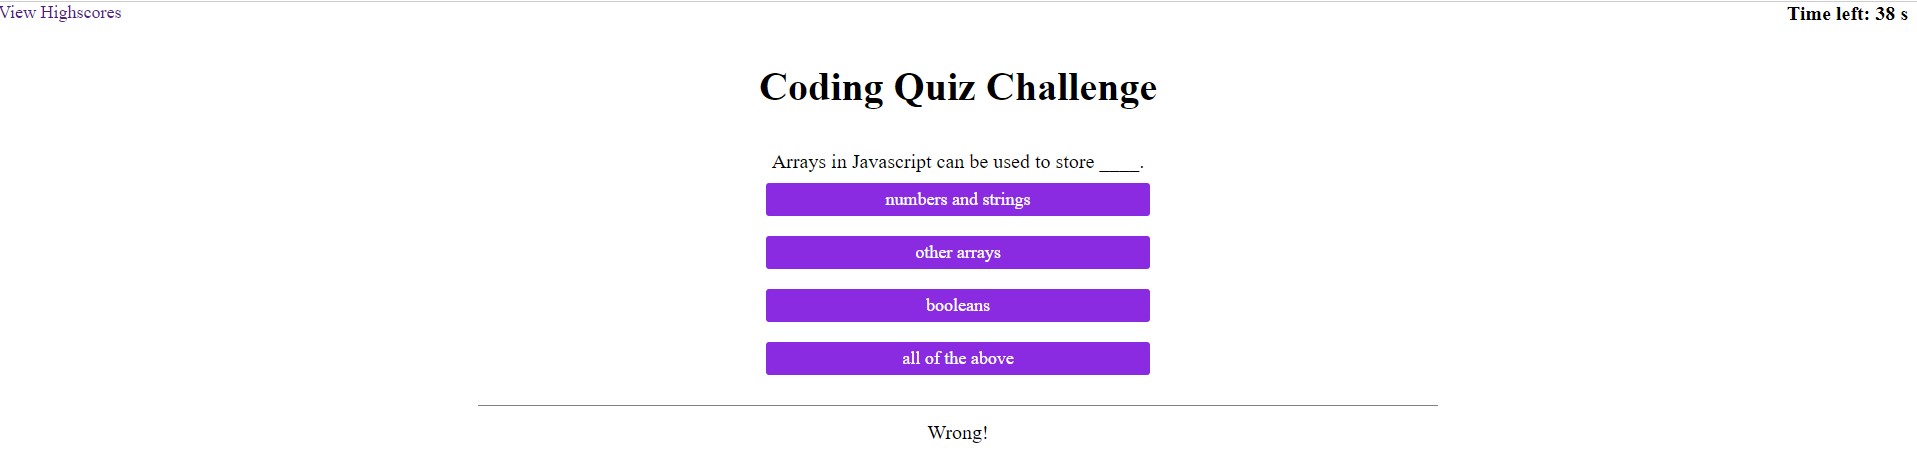 View Highscores
Time left: 38 s
Coding Quiz Challenge
Arrays in Javascript can be used to store ____.
numbers and strings
other arrays
booleans
all of the above
Wrong!